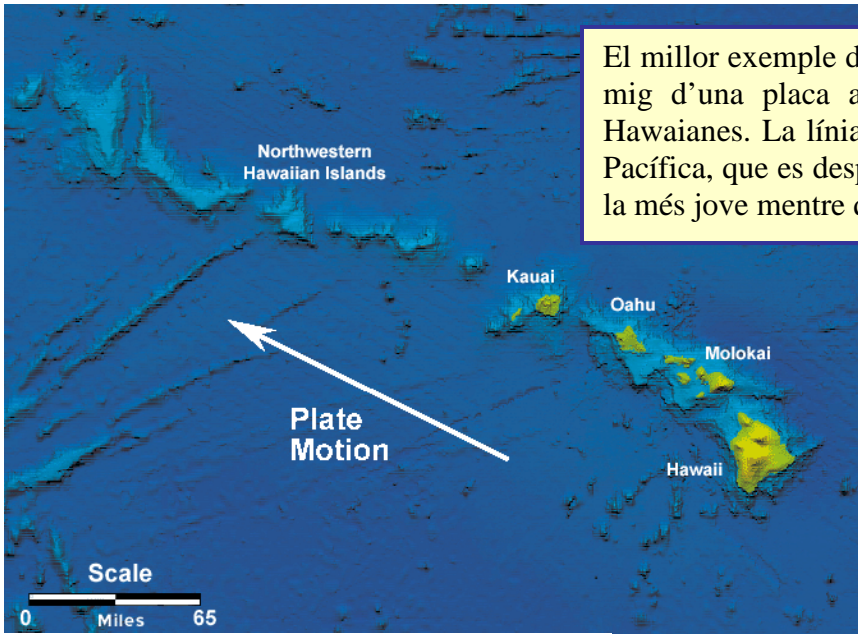 El millor exemple d
mig d'una placa a
Hawaianes. La línia
Pacífica, que es desp
la més jove mentre
Northwestern
Hawaiian Islands
Kauai
Oahu
Molokai
Plate
Motion
Hawaii
Scale
0 Miles 65